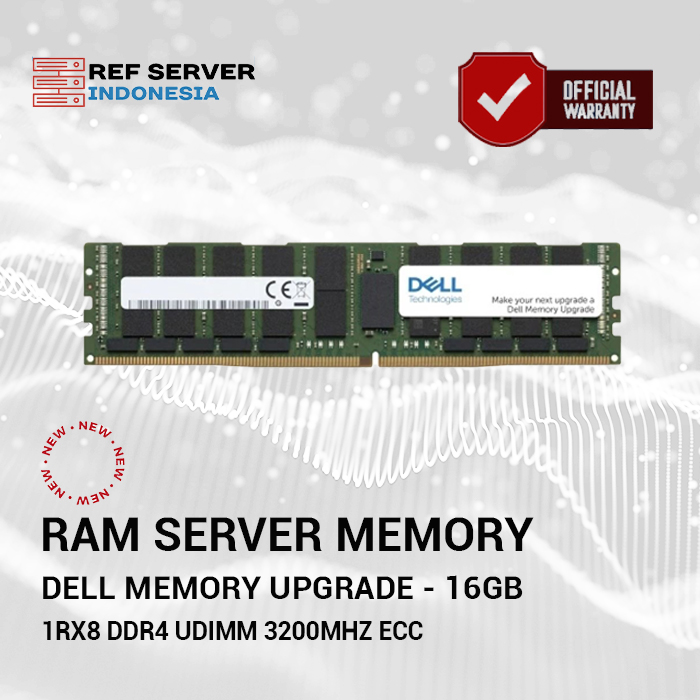 REF SERVER
INDONESIA
OFFICIAL
WARRANTY
CE
DELL
Technologies
Make your next upgrade a
Dell Memory Upgrade
NEW · NEW · NEW · NEW · NEW · NEW ·
RAM SERVER MEMORY
DELL MEMORY UPGRADE - 16GB
1RX8 DDR4 UDIMM 3200MHZ ECC